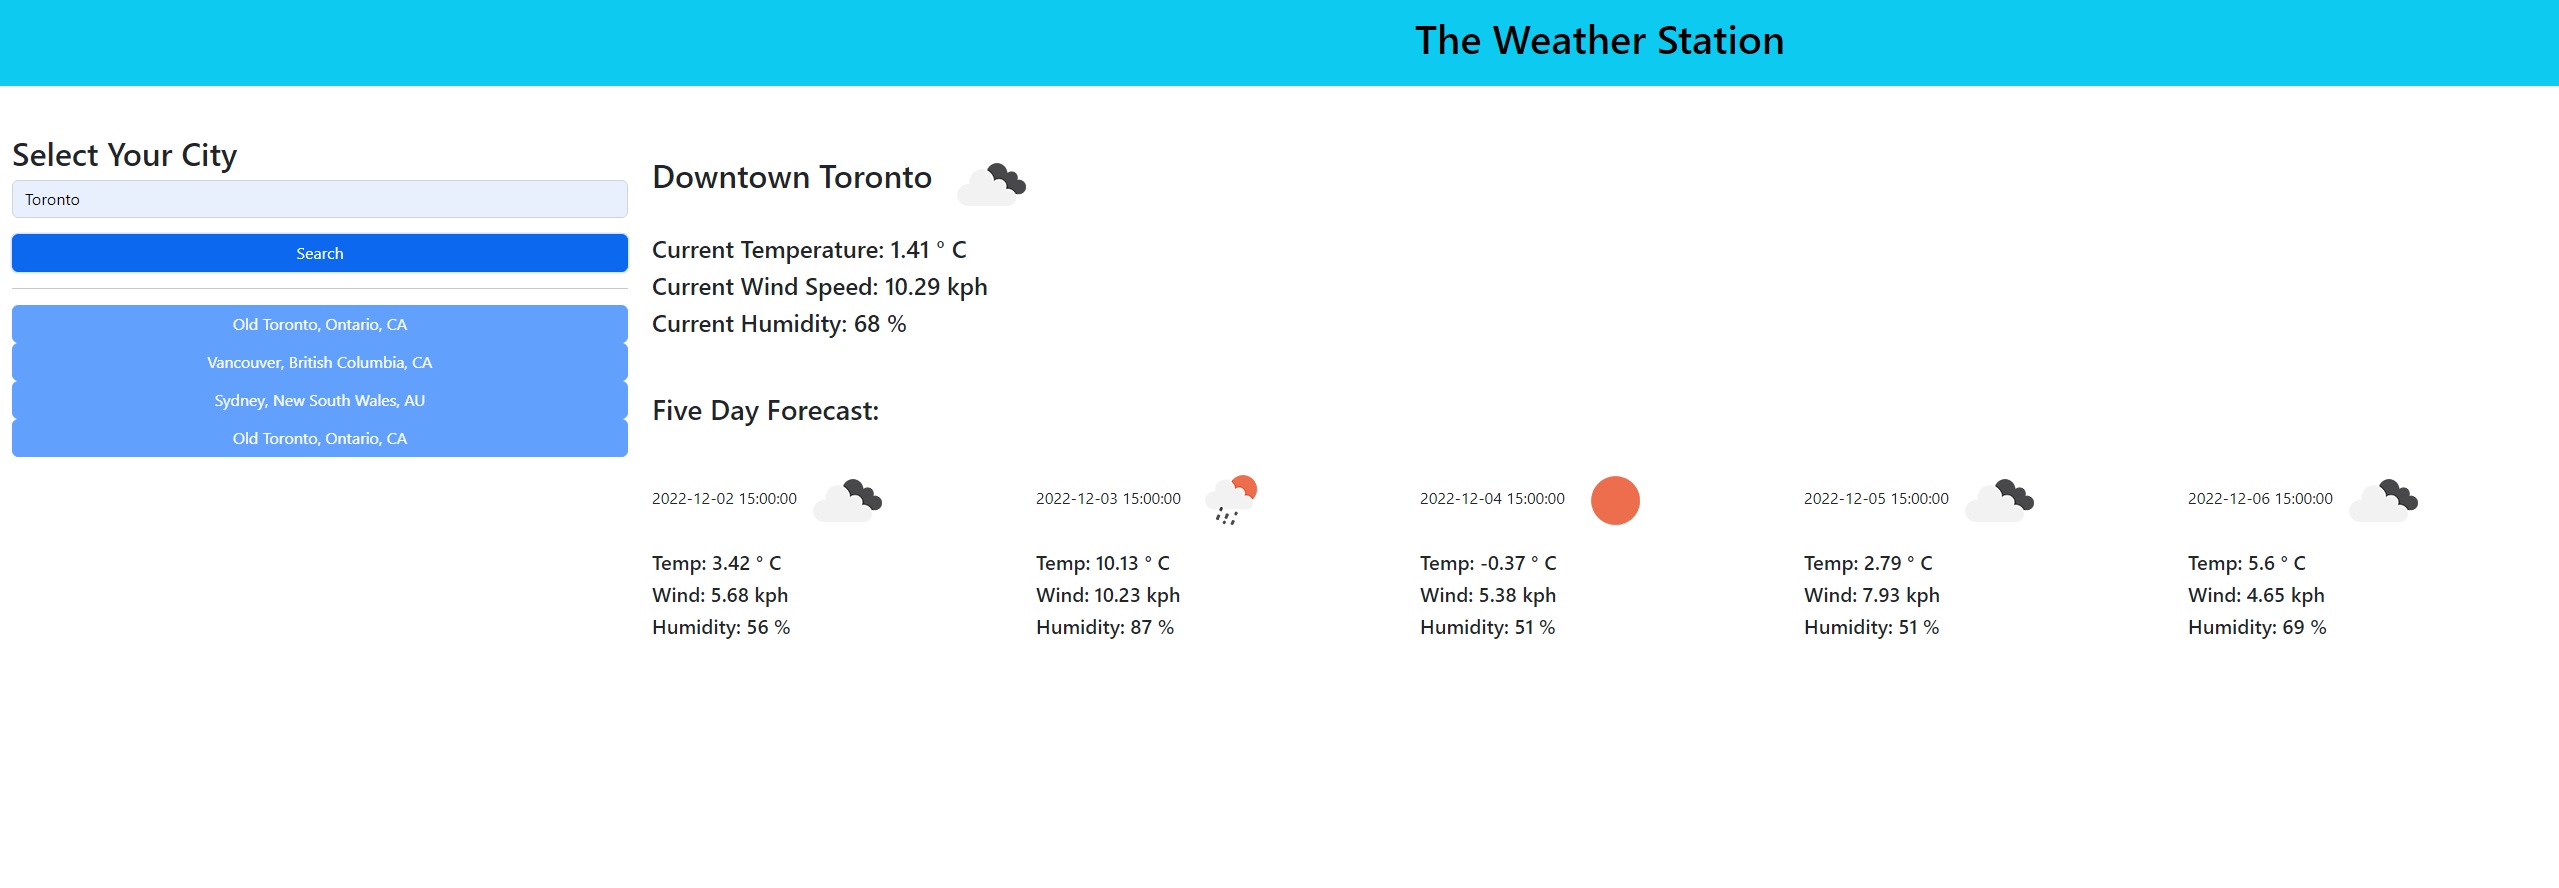 The Weather Station
Select Your City
Toronto
Search
Old Toronto, Ontario, CA
Vancouver, British Columbia, CA
Sydney, New South Wales, AU
Old Toronto, Ontario, CA
Downtown Toronto
Current Temperature: 1.41 ° C
Current Wind Speed: 10.29 kph
Current Humidity: 68 %
Five Day Forecast:
2022-12-02 15:00:00
Temp: 3.42 ° C
Wind: 5.68 kph
Humidity: 56 %
2022-12-03 15:00:00
Temp: 10.13 ° C
Wind: 10.23 kph
Humidity: 87 %
2022-12-04 15:00:00
Temp: -0.37 ° C
Wind: 5.38 kph
Humidity: 51 %
2022-12-05 15:00:00
Temp: 2.79 ° C
Wind: 7.93 kph
Humidity: 51 %
2022-12-06 15:00:00
Temp: 5.6 ° C
Wind: 4.65 kph
Humidity: 69 %